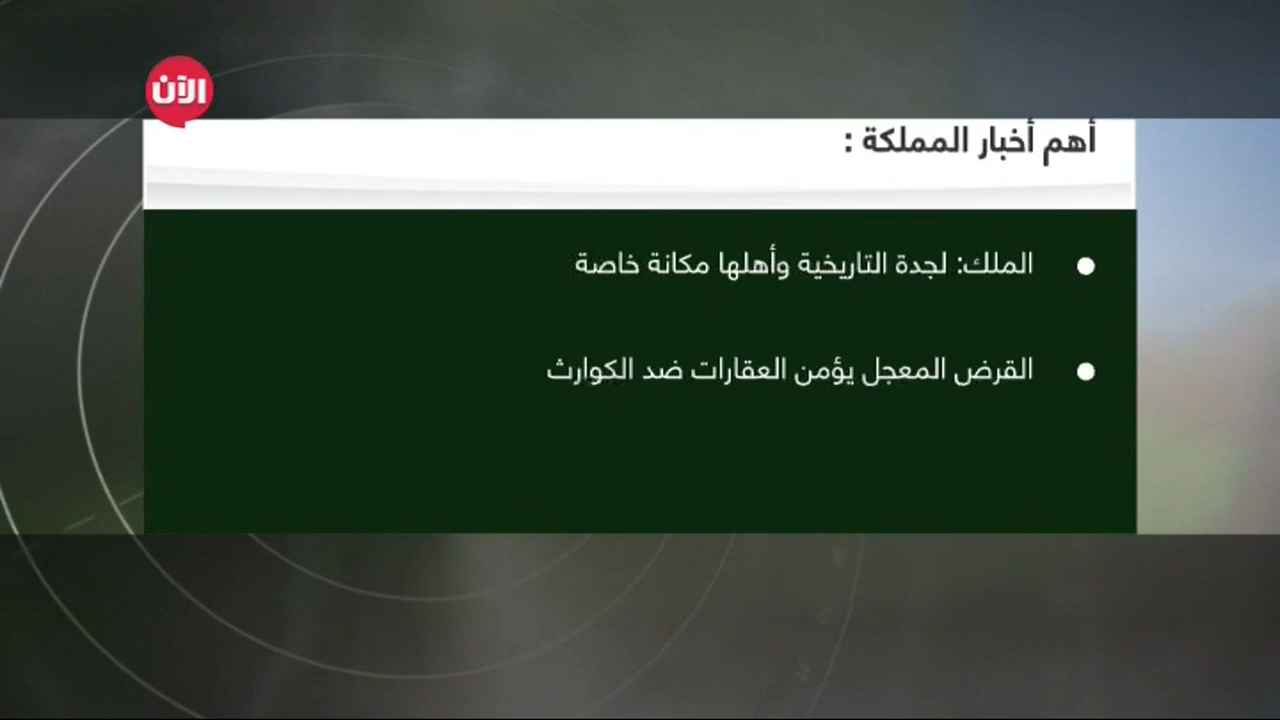 الآن
أهم أخبار المملكة :
الملك: لجدة التاريخية وأهلها مكانة خاصة
القرض المعجل يؤمن العقارات ضد الكوارث